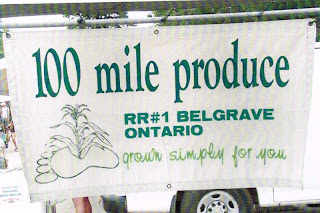 100 mile produce
RR#1 BELGRAVE
ONTARIO
grown simply for you